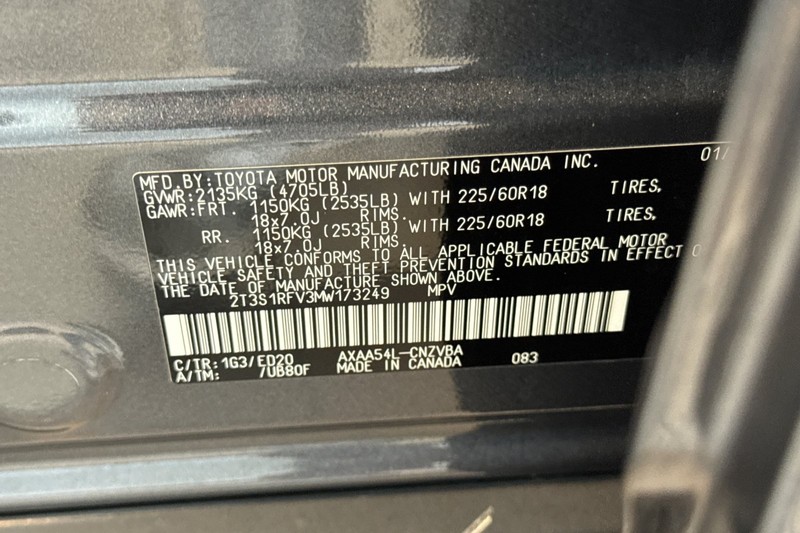 MFD.BY:TOYOTA MOTOR MANUFACTURING CANADA INC. 01/
GVWR:2135KG (4705LB)
GAWR:FRT. 1150KG (2535LB) WITH 225/60R18 TIRES,
18x7.0J RIMS.
RR. 1150KG (2535LB) WITH 225/60R18 TIRES,
18x7.0J RIMS.
THIS VEHICLE CONFORMS TO ALL APPLICABLE FEDERAL MOTOR
VEHICLE SAFETY AND THEFT PREVENTION STANDARDS IN EFFECT O
THE DATE OF MANUFACTURE SHOWN ABOVE.
2T3S1RFV3MW173249 MPV
C/TR:1G3/ED20 AXAA54L-CNZVBA 083
A/TM: /UB80F MADE IN CANADA